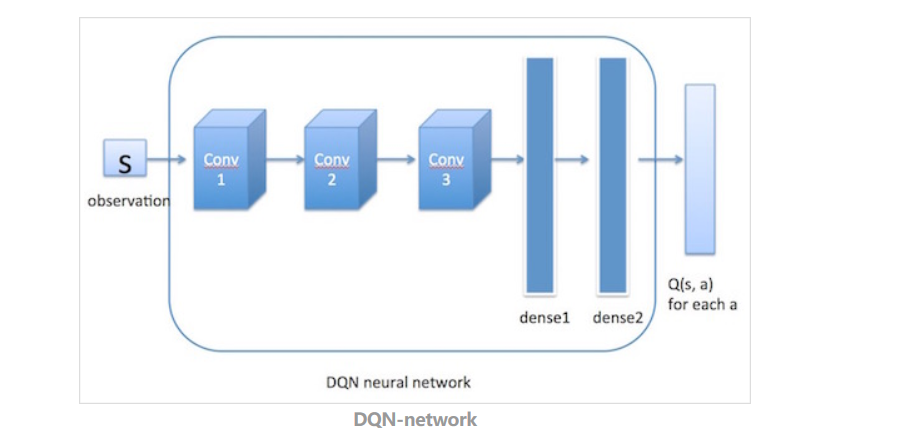 S
observation
Conv
1
Conv
2
Conv
3
dense1
dense2
Q(s, a)
for each a
DQN neural network
DQN-network